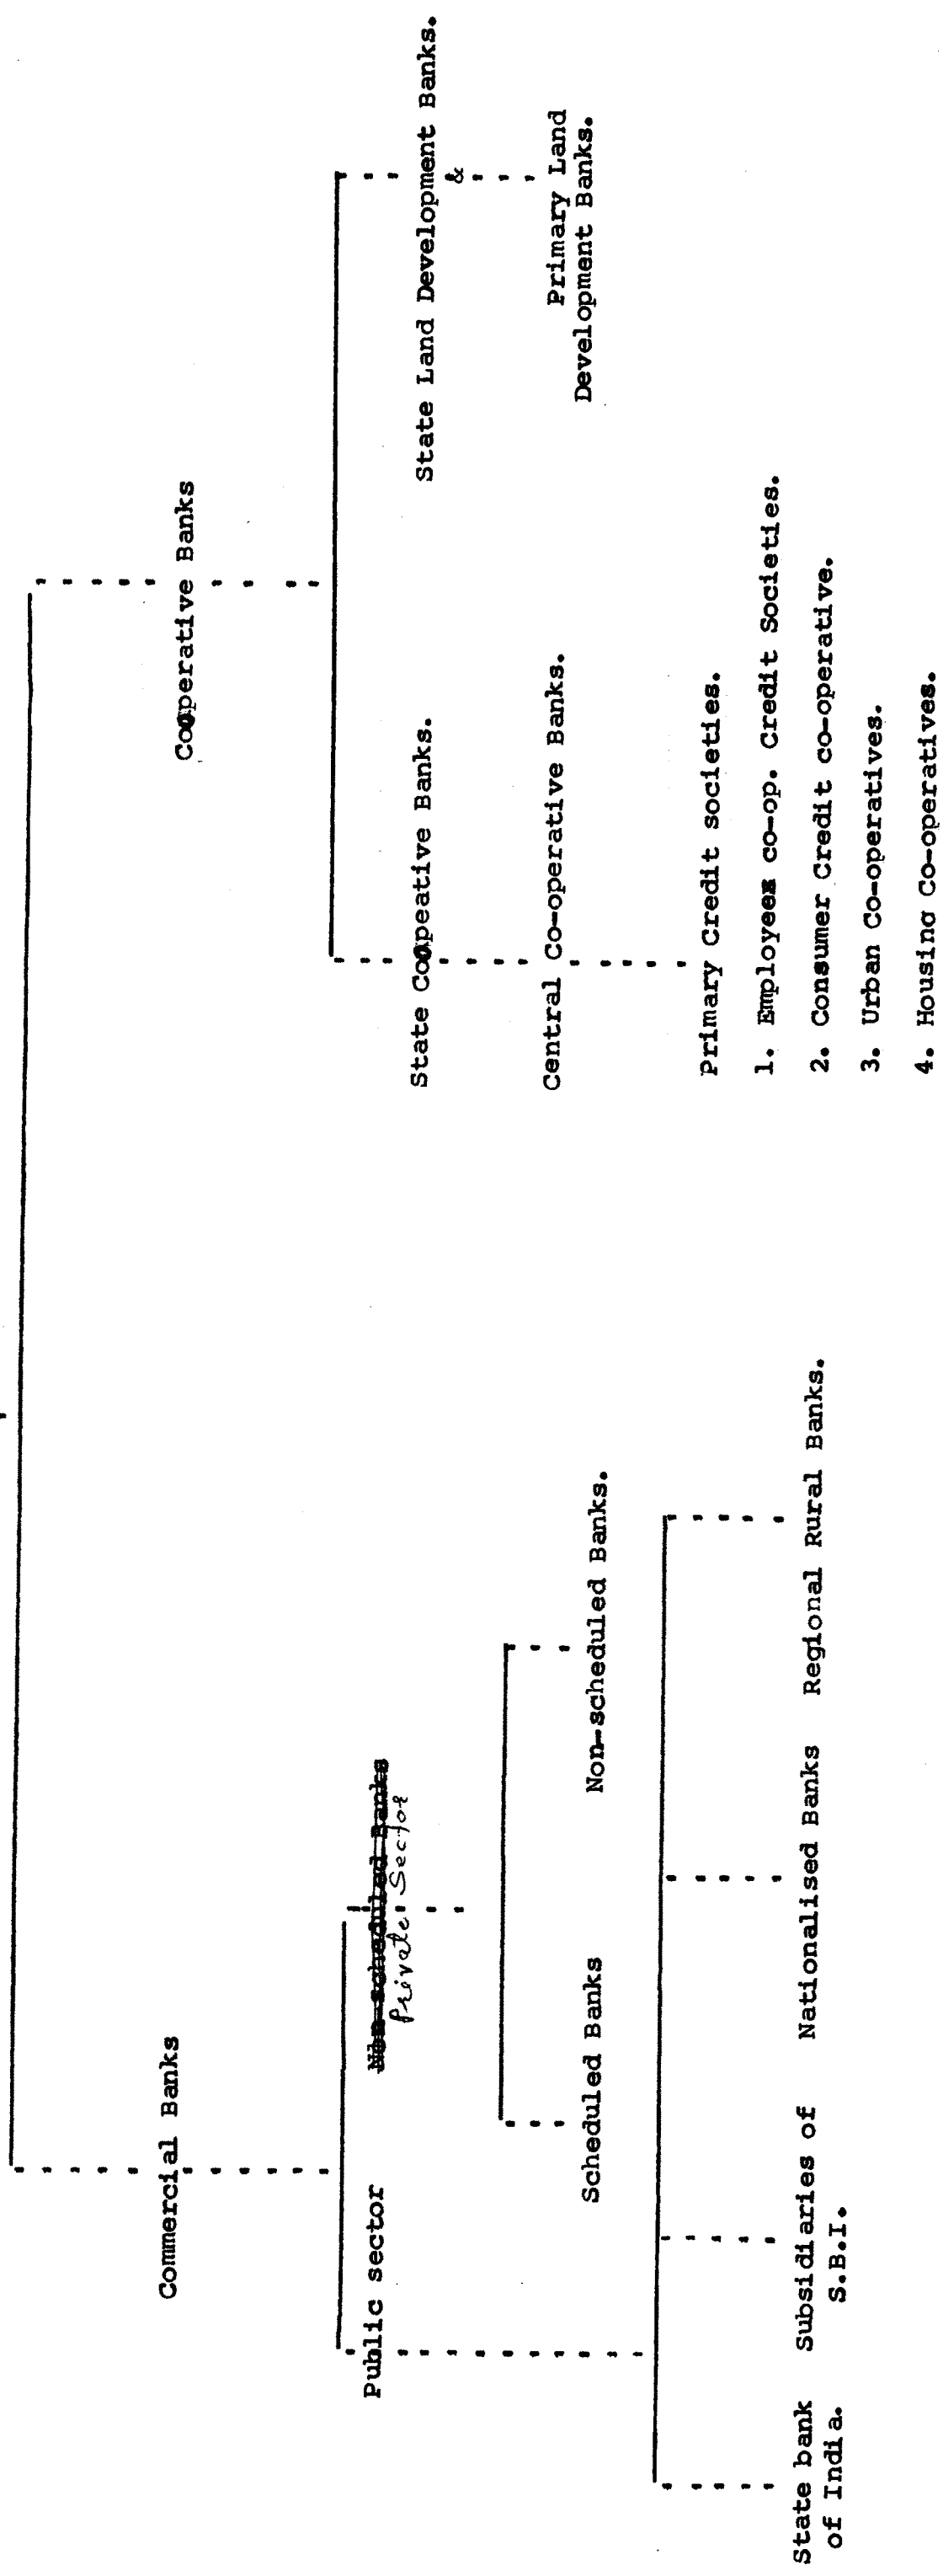 Commercial Banks
Cooperative Banks
Public sector
Non-scheduled Banks
Private Sector
State Coopeative Banks.
State Land Development Banks.
&
Central Co-operative Banks.
Primary Land
Development Banks.
Scheduled Banks
Non-scheduled Banks.
Primary Credit societies.
1. Employees co-op. Credit Societies.
2. Consumer Credit co-operative.
3. Urban Co-operatives.
4. Housing Co-operatives.
State bank
of India.
Subsidiaries of
S.B.I.
Nationalised Banks
Regional Rural Banks.